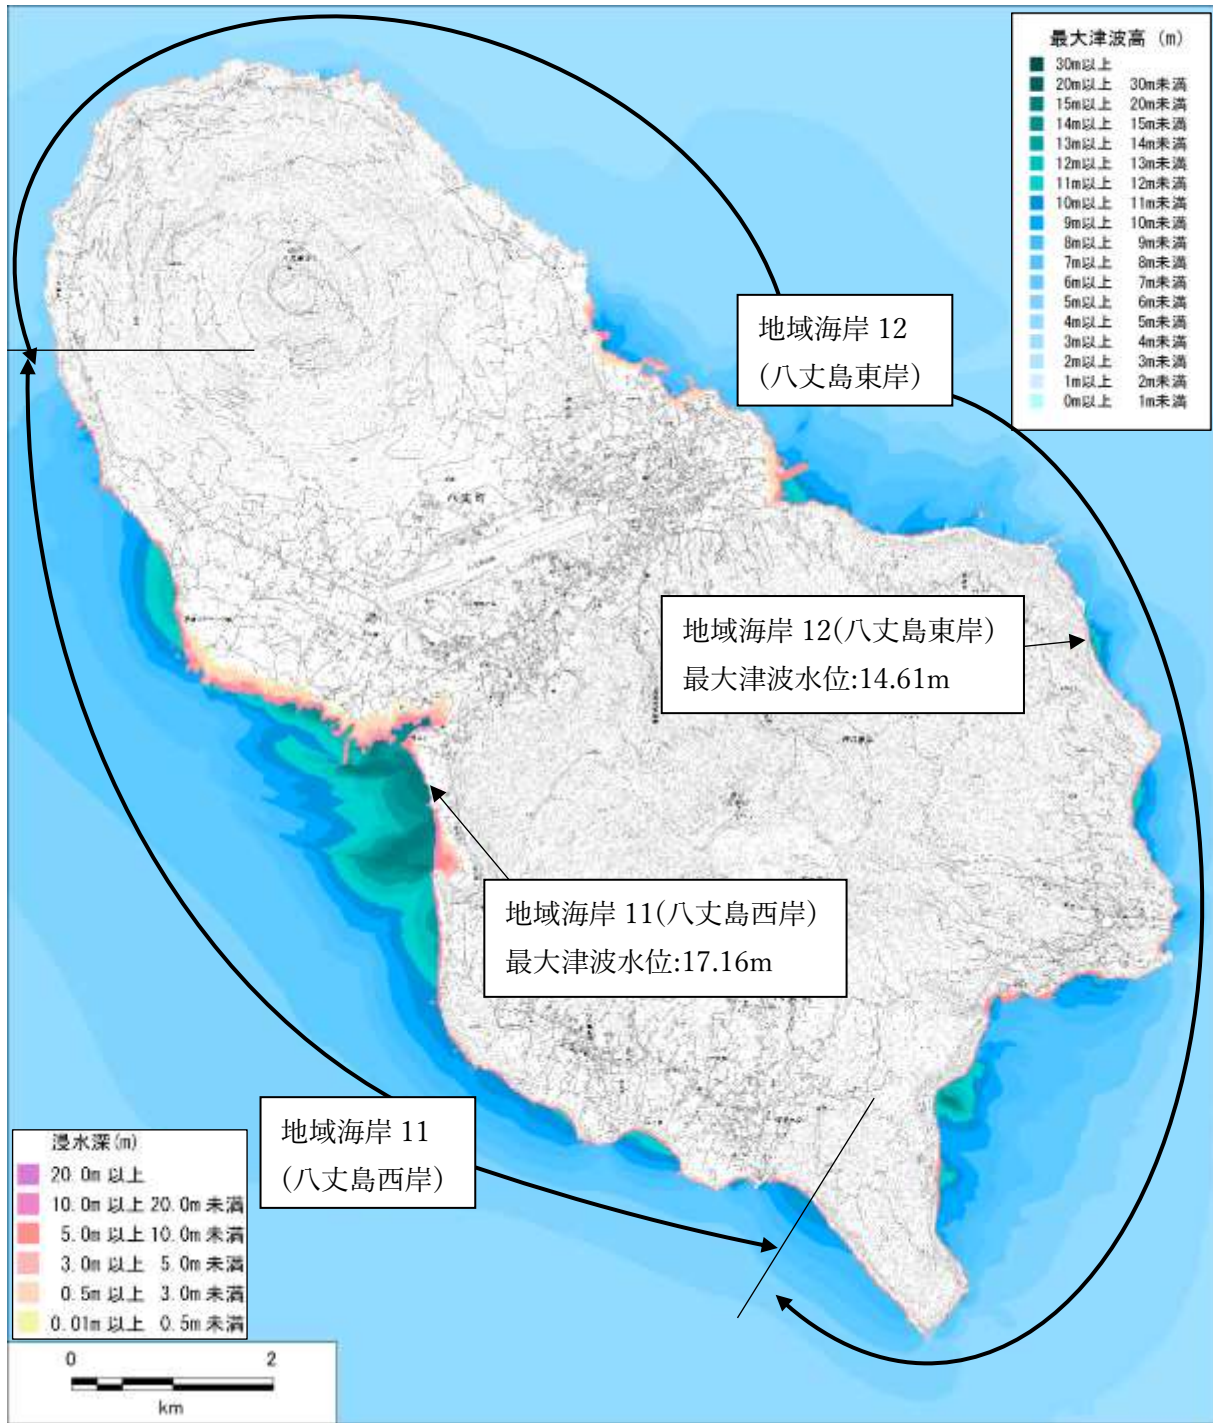 最大津波高 (m)
30m以上
20m以上 30m未満
15m以上 20m未満
14m以上 15m未満
13m以上 14m未満
12m以上 13m未満
11m以上 12m未満
10m以上 11m未満
9m以上 10m未満
8m以上 9m未満
7m以上 8m未満
6m以上 7m未満
5m以上 6m未満
4m以上 5m未満
3m以上 4m未満
2m以上 3m未満
1m以上 2m未満
0m以上 1m未満
地域海岸 12
(八丈島東岸)
八丈町
地域海岸 12(八丈島東岸)
最大津波水位:14.61m
地域海岸 11(八丈島西岸)
最大津波水位:17.16m
地域海岸 11
(八丈島西岸)
浸水深(m)
20.0m 以上
10.0m 以上 20.0m 未満
5.0m 以上 10.0m 未満
3.0m 以上 5.0m 未満
0.5m 以上 3.0m 未満
0.01m 以上 0.5m 未満
0 2
km